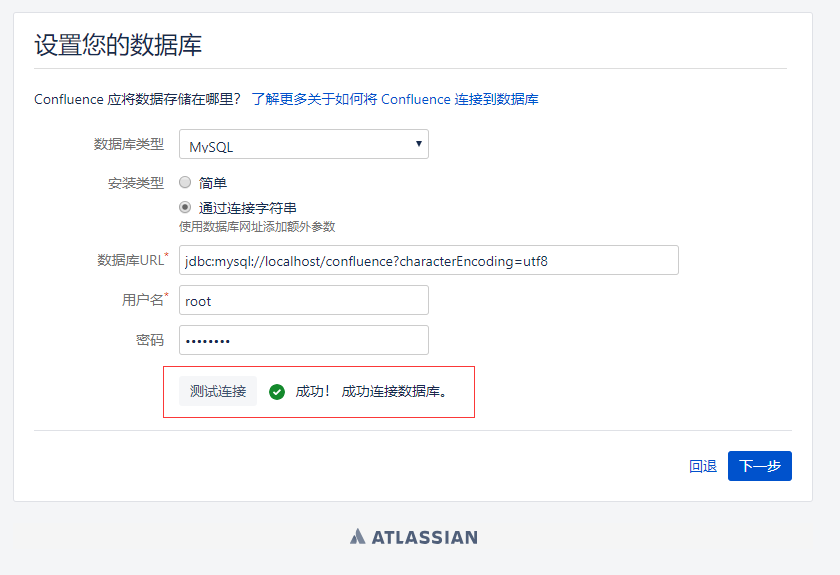 设置您的数据库
Confluence 应将数据存储在哪里? 了解更多关于如何将 Confluence 连接到数据库
数据库类型 MySQL
安装类型 简单
通过连接字符串
使用数据库网址添加额外参数
数据库URL* jdbc:mysql://localhost/confluence?characterEncoding=utf8
用户名* root
密码 ••••••••
测试连接 成功! 成功连接数据库。
回退 下一步
ATLASSIAN